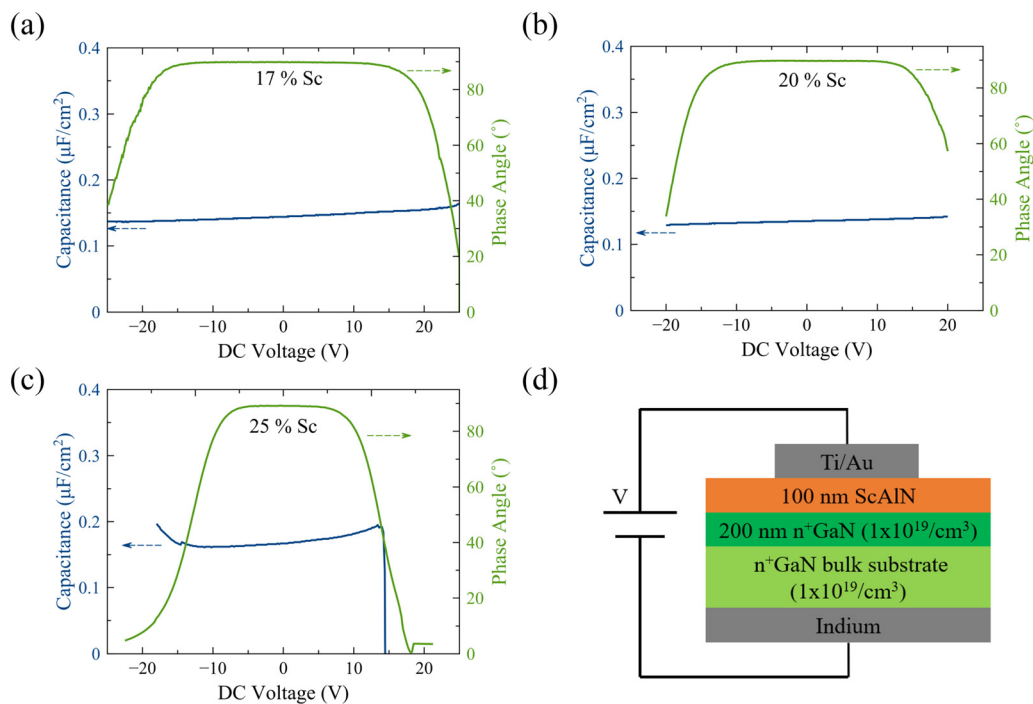 (a)
0.4
0.3
0.2
0.1
0
Capacitance (µF/cm²)
17 % Sc
80
60
40
20
0
Phase Angle (°)
−20
−10
0
10
20
DC Voltage (V)
(b)
0.4
0.3
0.2
0.1
0
Capacitance (µF/cm²)
20 % Sc
80
60
40
20
0
Phase Angle (°)
−20
−10
0
10
20
DC Voltage (V)
(c)
0.4
0.3
0.2
0.1
0
Capacitance (µF/cm²)
25 % Sc
80
60
40
20
0
Phase Angle (°)
−20
−10
0
10
20
DC Voltage (V)
(d)
V
Ti/Au
100 nm ScAlN
200 nm n⁺GaN (1x10¹⁹/cm³)
n⁺GaN bulk substrate
(1x10¹⁹/cm³)
Indium